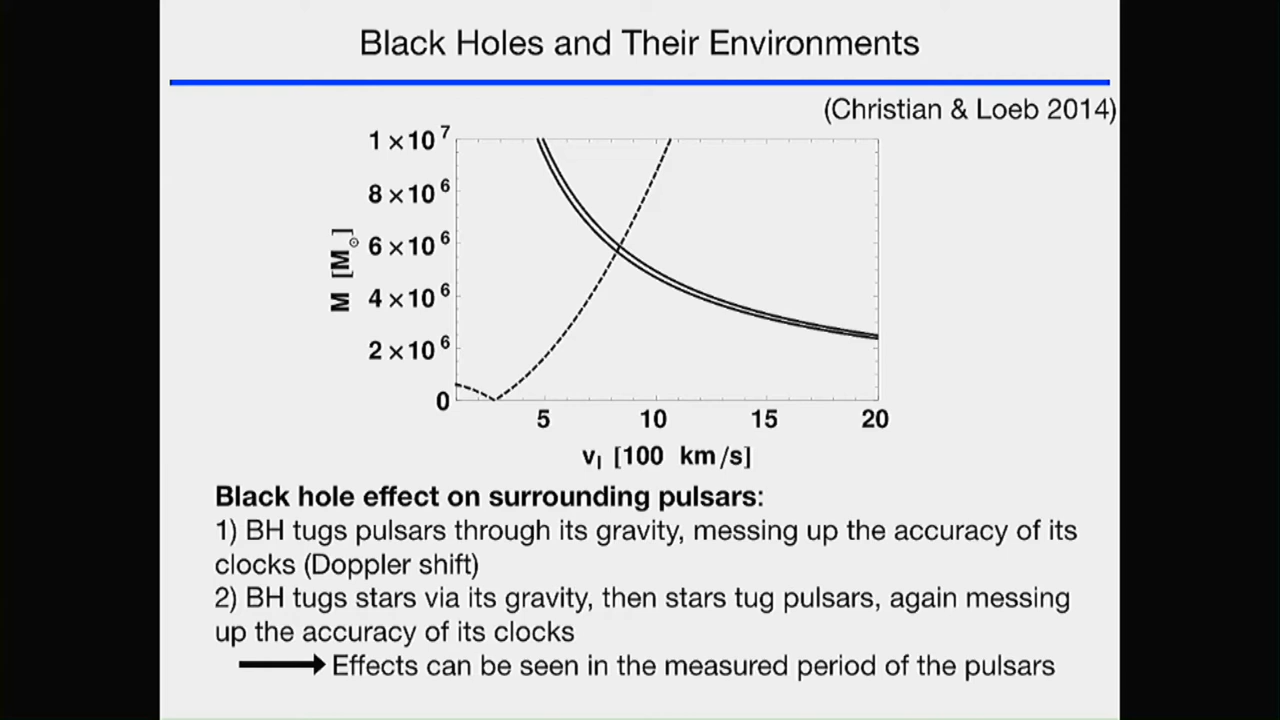 Black Holes and Their Environments
(Christian & Loeb 2014)
1×10⁷
8×10⁶
6×10⁶
4×10⁶
2×10⁶
0
M [M☉]
5 10 15 20
vₗ [100 km/s]
Black hole effect on surrounding pulsars:
1) BH tugs pulsars through its gravity, messing up the accuracy of its
clocks (Doppler shift)
2) BH tugs stars via its gravity, then stars tug pulsars, again messing
up the accuracy of its clocks
Effects can be seen in the measured period of the pulsars